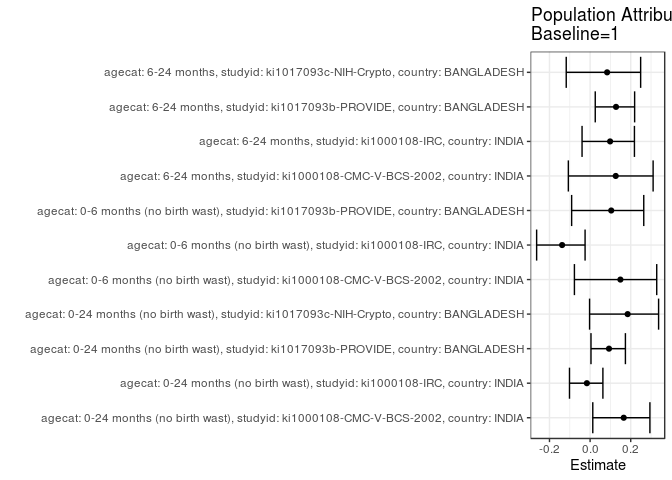 Population Attribu
Baseline=1
agecat: 6-24 months, studyid: ki1017093c-NIH-Crypto, country: BANGLADESH
agecat: 6-24 months, studyid: ki1017093b-PROVIDE, country: BANGLADESH
agecat: 6-24 months, studyid: ki1000108-IRC, country: INDIA
agecat: 6-24 months, studyid: ki1000108-CMC-V-BCS-2002, country: INDIA
agecat: 0-6 months (no birth wast), studyid: ki1017093b-PROVIDE, country: BANGLADESH
agecat: 0-6 months (no birth wast), studyid: ki1000108-IRC, country: INDIA
agecat: 0-6 months (no birth wast), studyid: ki1000108-CMC-V-BCS-2002, country: INDIA
agecat: 0-24 months (no birth wast), studyid: ki1017093c-NIH-Crypto, country: BANGLADESH
agecat: 0-24 months (no birth wast), studyid: ki1017093b-PROVIDE, country: BANGLADESH
agecat: 0-24 months (no birth wast), studyid: ki1000108-IRC, country: INDIA
agecat: 0-24 months (no birth wast), studyid: ki1000108-CMC-V-BCS-2002, country: INDIA
-0.2 0.0 0.2
Estimate